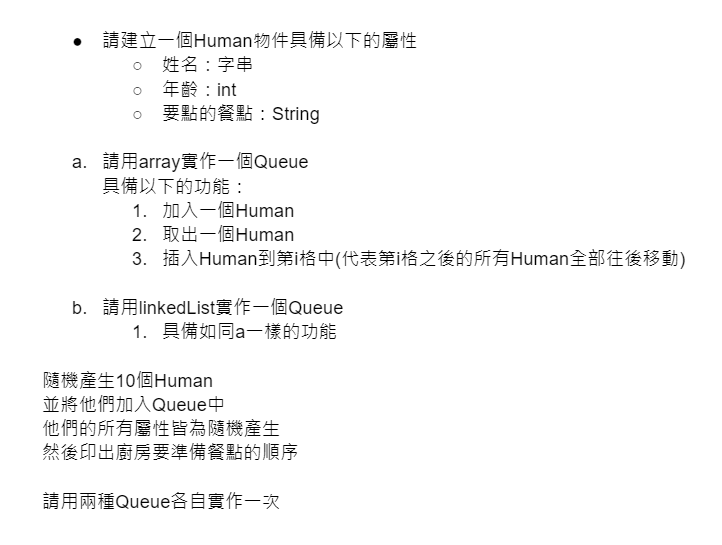 ● 請建立一個Human物件具備以下的屬性
○ 姓名：字串
○ 年齡：int
○ 要點的餐點：String
a. 請用array實作一個Queue
具備以下的功能：
1. 加入一個Human
2. 取出一個Human
3. 插入Human到第i格中(代表第i格之後的所有Human全部往後移動)
b. 請用linkedList實作一個Queue
1. 具備如同a一樣的功能
隨機產生10個Human
並將他們加入Queue中
他們的所有屬性皆為隨機產生
然後印出廚房要準備餐點的順序
請用兩種Queue各自實作一次